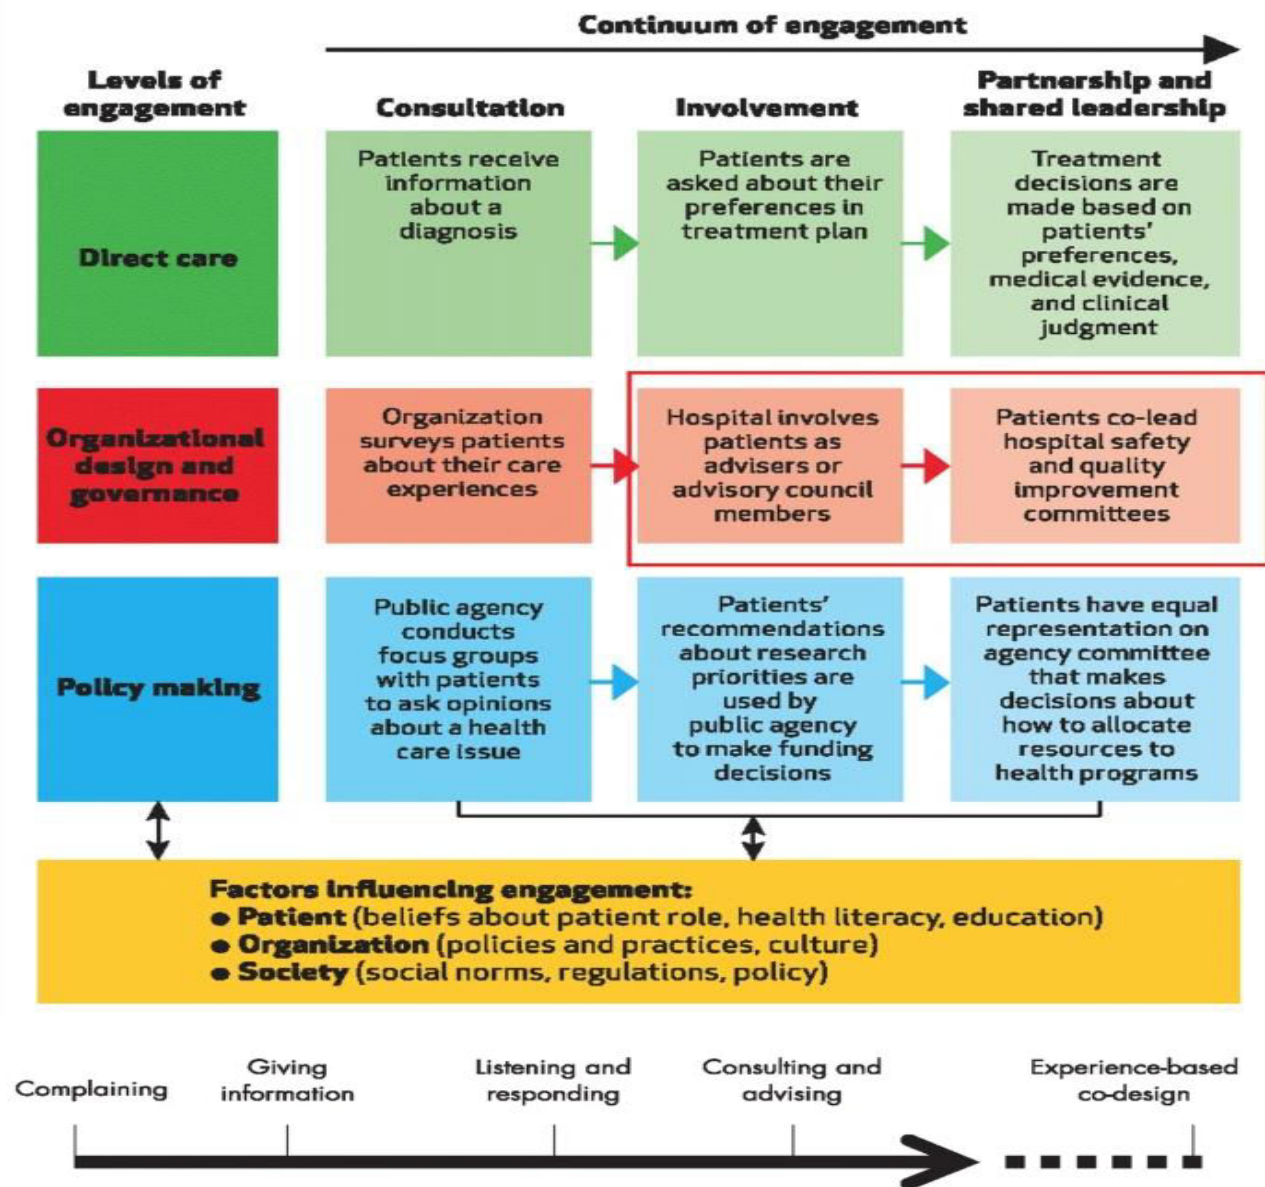 Continuum of engagement
Levels of
engagement
Consultation
Involvement
Partnership and
shared leadership
Direct care
Patients receive
information
about a
diagnosis
Patients are
asked about their
preferences in
treatment plan
Treatment
decisions are
made based on
patients'
preferences,
medical evidence,
and clinical
judgment
Organizational
design and
governance
Organization
surveys patients
about their care
experiences
Hospital involves
patients as
advisers or
advisory council
members
Patients co-lead
hospital safety
and quality
improvement
committees
Policy making
Public agency
conducts
focus groups
with patients
to ask opinions
about a health
care issue
Patients'
recommendations
about research
priorities are
used by
public agency
to make funding
decisions
Patients have equal
representation on
agency committee
that makes
decisions about
how to allocate
resources to
health programs
Factors influencing engagement:
● Patient (beliefs about patient role, health literacy, education)
● Organization (policies and practices, culture)
● Society (social norms, regulations, policy)
Complaining
Giving
information
Listening and
responding
Consulting and
advising
Experience-based
co-design